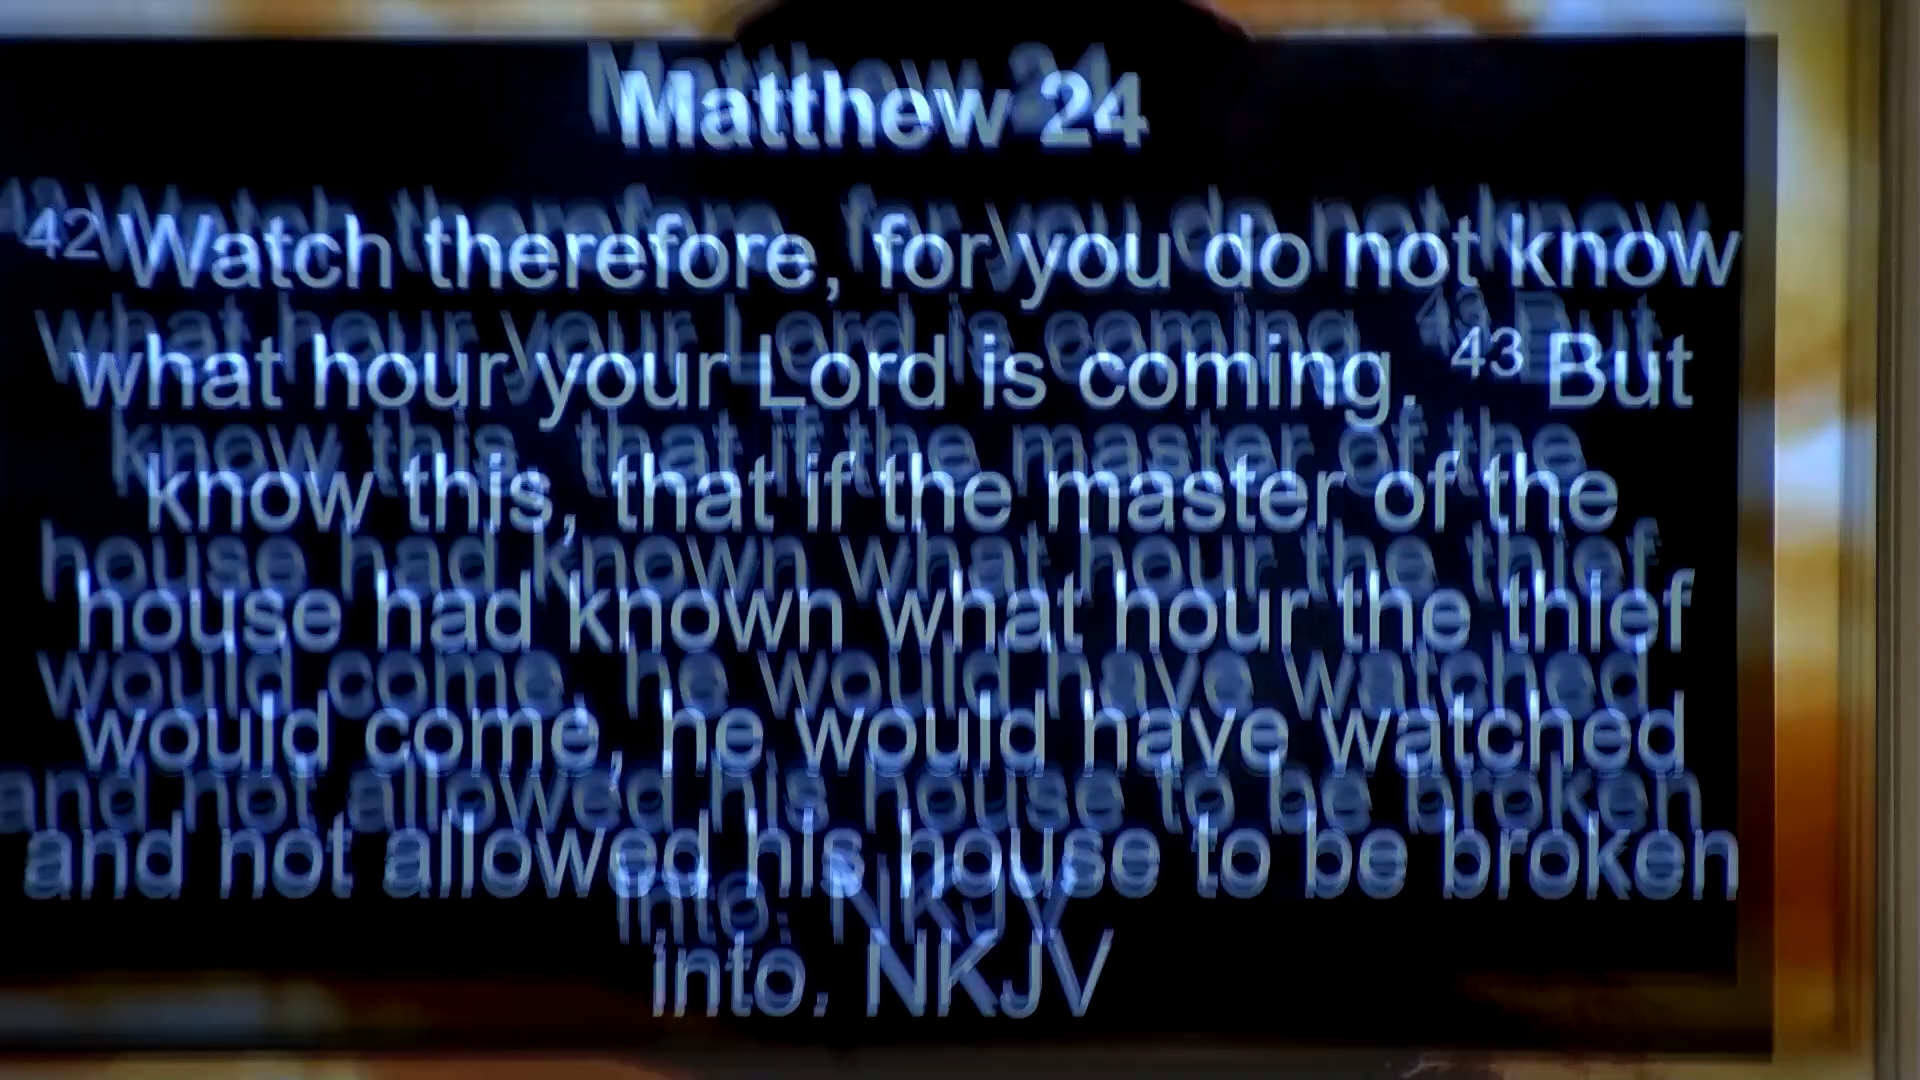 Matthew 24
42 Watch therefore, for you do not know
what hour your Lord is coming. 43 But
know this, that if the master of the
house had known what hour the thief
would come, he would have watched
and not allowed his house to be broken
into. NKJV